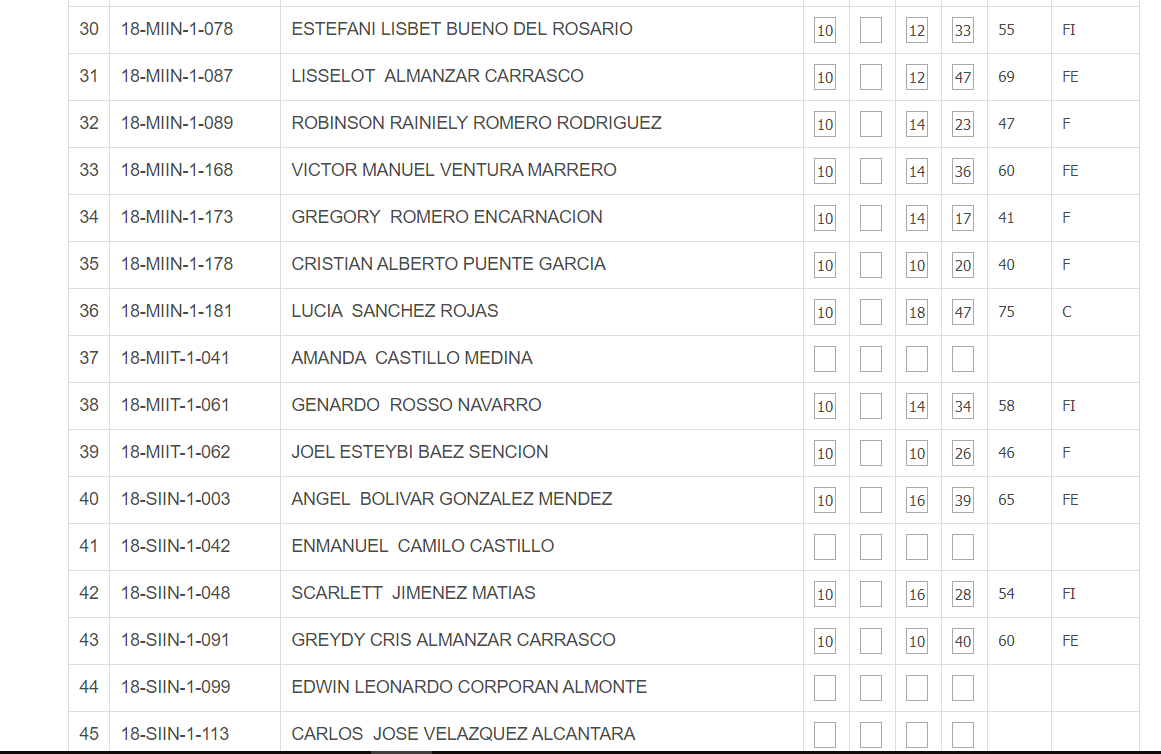 30 18-MIIN-1-078 ESTEFANI LISBET BUENO DEL ROSARIO 10 12 33 55 FI
31 18-MIIN-1-087 LISSELOT ALMANZAR CARRASCO 10 12 47 69 FE
32 18-MIIN-1-089 ROBINSON RAINIELY ROMERO RODRIGUEZ 10 14 23 47 F
33 18-MIIN-1-168 VICTOR MANUEL VENTURA MARRERO 10 14 36 60 FE
34 18-MIIN-1-173 GREGORY ROMERO ENCARNACION 10 14 17 41 F
35 18-MIIN-1-178 CRISTIAN ALBERTO PUENTE GARCIA 10 10 20 40 F
36 18-MIIN-1-181 LUCIA SANCHEZ ROJAS 10 18 47 75 C
37 18-MIIT-1-041 AMANDA CASTILLO MEDINA
38 18-MIIT-1-061 GENARDO ROSSO NAVARRO 10 14 34 58 FI
39 18-MIIT-1-062 JOEL ESTEYBI BAEZ SENCION 10 10 26 46 F
40 18-SIIN-1-003 ANGEL BOLIVAR GONZALEZ MENDEZ 10 16 39 65 FE
41 18-SIIN-1-042 ENMANUEL CAMILO CASTILLO
42 18-SIIN-1-048 SCARLETT JIMENEZ MATIAS 10 16 28 54 FI
43 18-SIIN-1-091 GREYDY CRIS ALMANZAR CARRASCO 10 10 40 60 FE
44 18-SIIN-1-099 EDWIN LEONARDO CORPORAN ALMONTE
45 18-SIIN-1-113 CARLOS JOSE VELAZQUEZ ALCANTARA